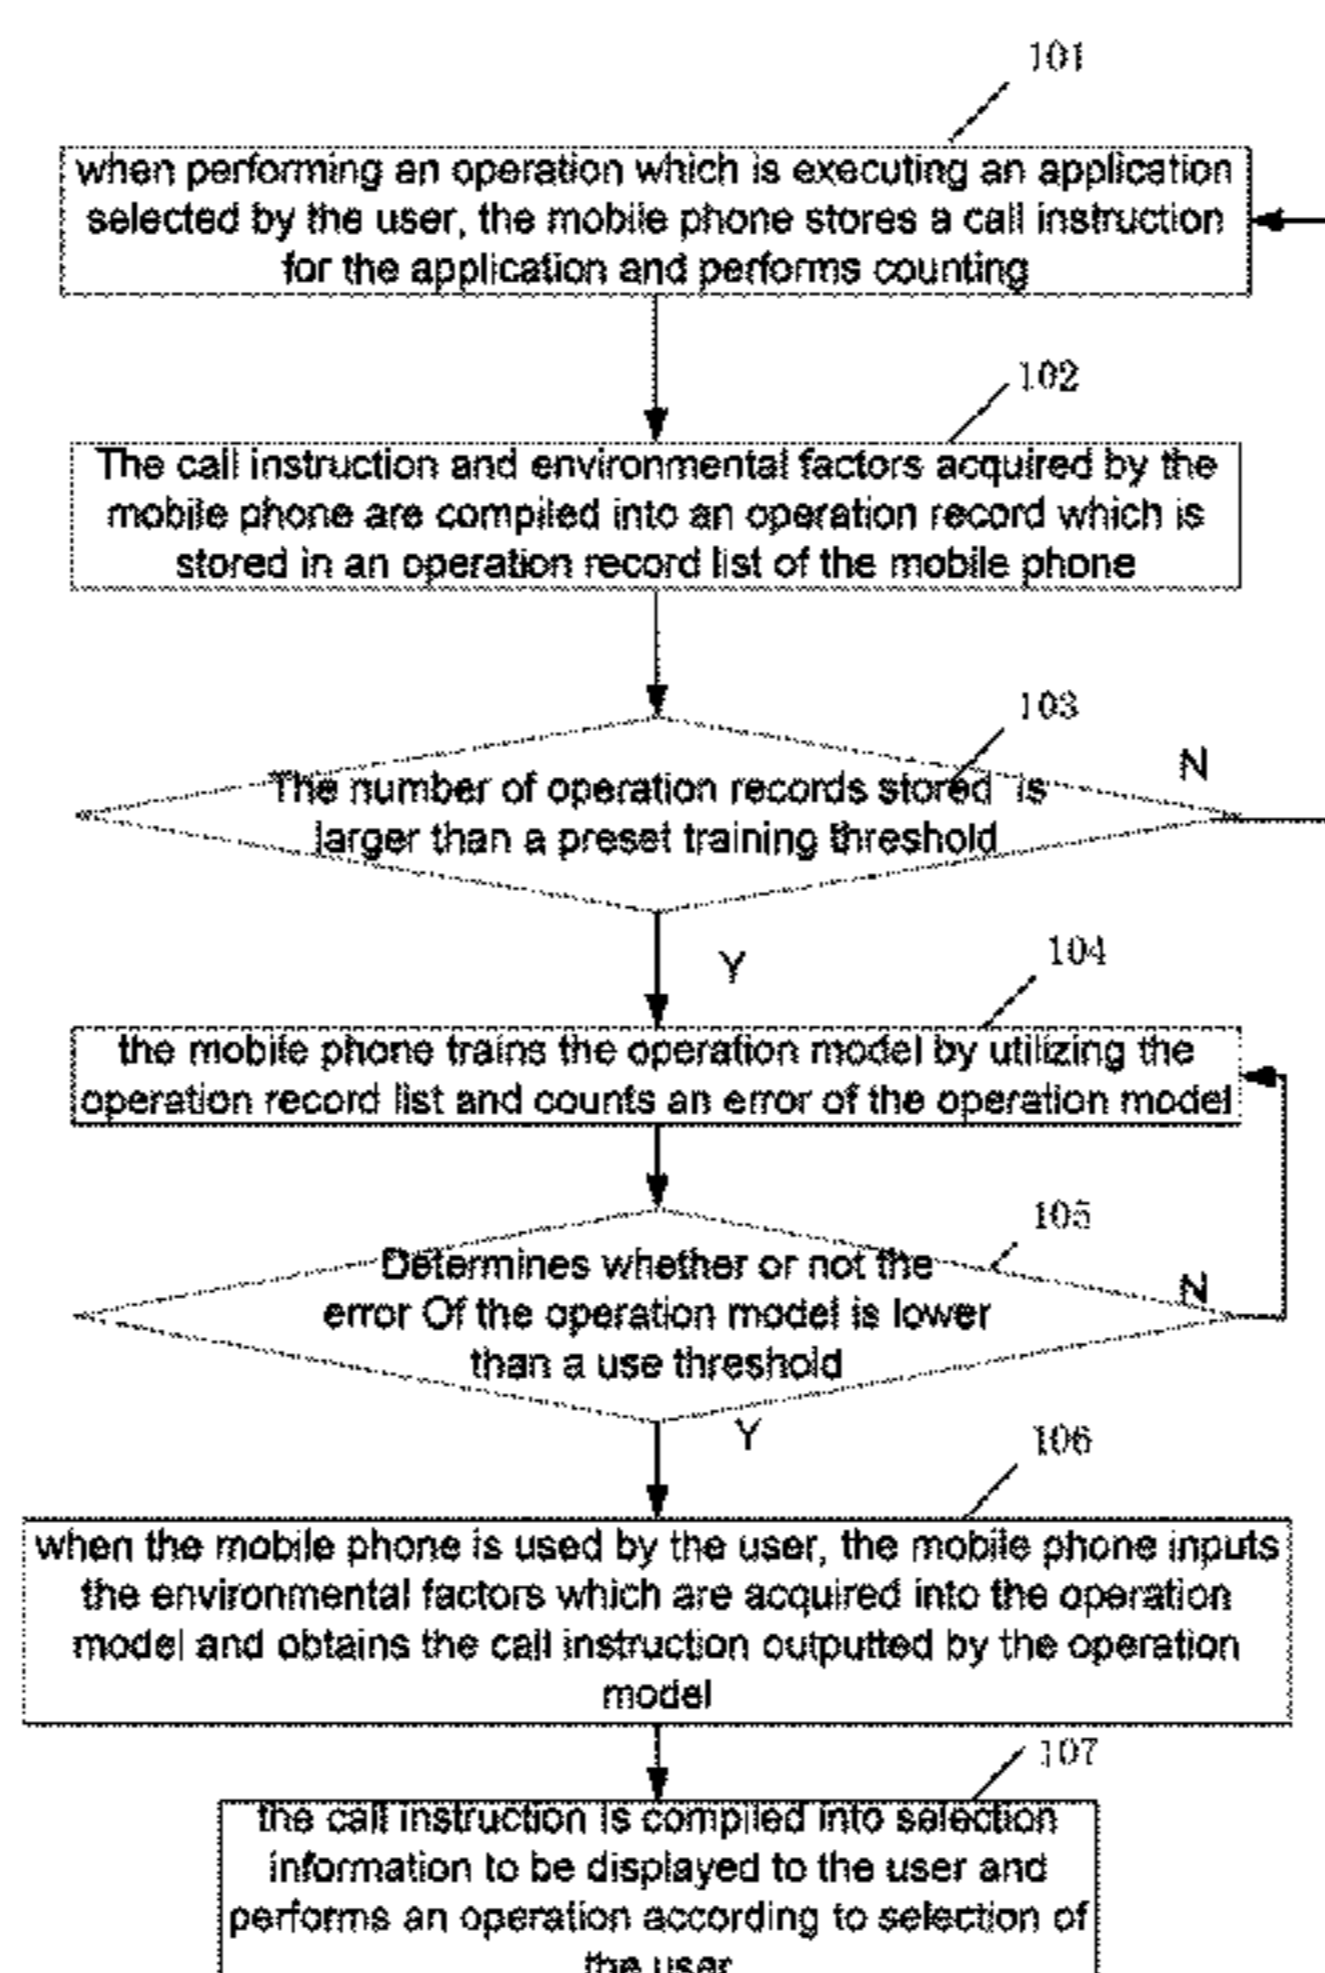 101
when performing an operation which is executing an application
selected by the user, the mobile phone stores a call instruction
for the application and performs counting
102
The call instruction and environmental factors acquired by the
mobile phone are compiled into an operation record which is
stored in an operation record list of the mobile phone
103
N
The number of operation records stored is
larger than a preset training threshold
Y
104
the mobile phone trains the operation model by utilizing the
operation record list and counts an error of the operation model
105
N
Determines whether or not the
error Of the operation model is lower
than a use threshold
Y
106
when the mobile phone is used by the user, the mobile phone inputs
the environmental factors which are acquired into the operation
model and obtains the call instruction outputted by the operation
model
107
the call instruction is compiled into selection
information to be displayed to the user and
performs an operation according to selection of
the user